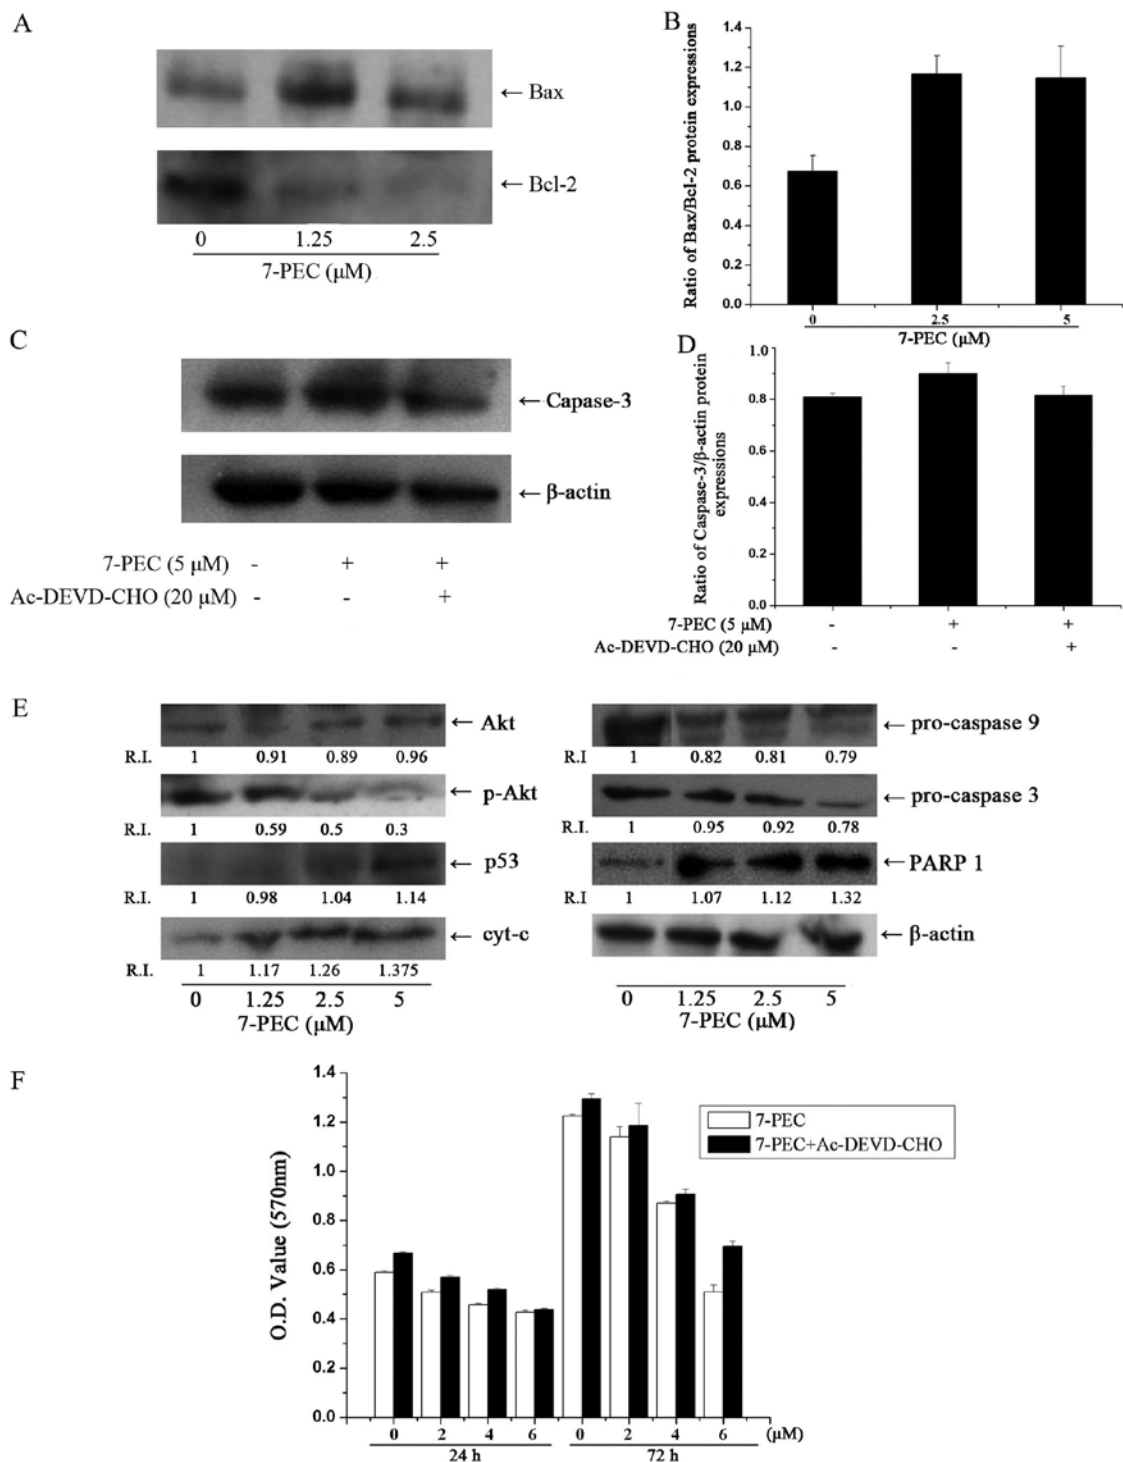 A
← Bax
← Bcl-2
0 1.25 2.5
7-PEC (μM)
B
Ratio of Bax/Bcl-2 protein expressions
1.4
1.2
1.0
0.8
0.6
0.4
0.2
0.0
0 2.5 5
7-PEC (μM)
C
← Capase-3
← β-actin
7-PEC (5 μM) - + +
Ac-DEVD-CHO (20 μM) - - +
D
Ratio of Caspase-3/β-actin protein
expressions
1.0
0.8
0.6
0.4
0.2
0.0
7-PEC (5 μM) - + +
Ac-DEVD-CHO (20 μM) - - +
E
← Akt
R.I. 1 0.91 0.89 0.96
← p-Akt
R.I. 1 0.59 0.5 0.3
← p53
R.I. 1 0.98 1.04 1.14
← cyt-c
R.I. 1 1.17 1.26 1.375
0 1.25 2.5 5
7-PEC (μM)
← pro-caspase 9
R.I 1 0.82 0.81 0.79
← pro-caspase 3
R.I. 1 0.95 0.92 0.78
← PARP 1
R.I 1 1.07 1.12 1.32
← β-actin
0 1.25 2.5 5
7-PEC (μM)
F
O.D. Value (570nm)
1.4
1.2
1.0
0.8
0.6
0.4
0.2
0.0
7-PEC
7-PEC+Ac-DEVD-CHO
0 2 4 6 0 2 4 6 (μM)
24 h 72 h